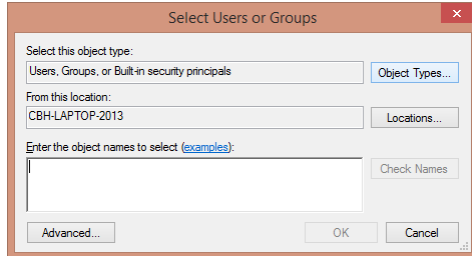 Select Users or Groups
Select this object type:
Users, Groups, or Built-in security principals
Object Types...
From this location:
CBH-LAPTOP-2013
Locations...
Enter the object names to select (examples):
Check Names
Advanced...
OK
Cancel